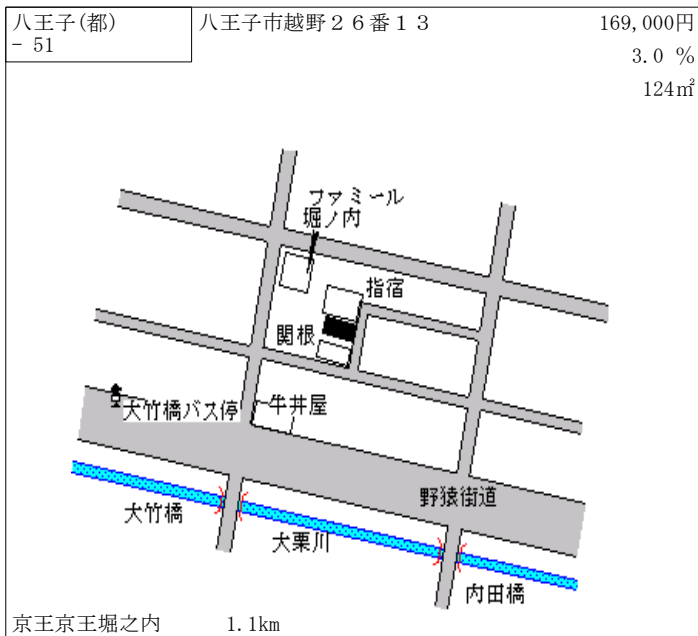 八王子(都)
- 51
八王子市越野２６番１３
169,000円
3.0 %
124㎡
ファミール
堀ノ内
指宿
関根
大竹橋バス停
牛井屋
野猿街道
大竹橋
大栗川
内田橋
京王京王堀之内 1.1km